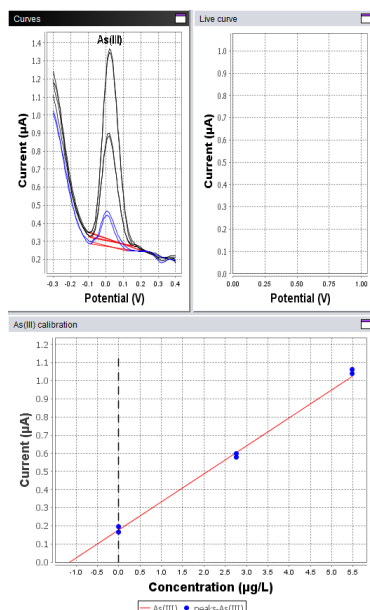 Curves
Live curve
As(III)
1.4
1.3
1.2
1.1
1.0
0.9
0.8
0.7
0.6
0.5
0.4
0.3
0.2
Current (µA)
-0.3 -0.2 -0.1 0.0 0.1 0.2 0.3 0.4
Potential (V)
1.0
0.9
0.8
0.7
0.6
0.5
0.4
0.3
0.2
0.1
0.0
Current (µA)
0.00 0.25 0.50 0.75 1.00
Potential (V)
As(III) calibration
1.2
1.1
1.0
0.9
0.8
0.7
0.6
0.5
0.4
0.3
0.2
0.1
0.0
Current (µA)
-1.0 -0.5 0.0 0.5 1.0 1.5 2.0 2.5 3.0 3.5 4.0 4.5 5.0 5.5
Concentration (µg/L)
As(III) peaks-As(III)